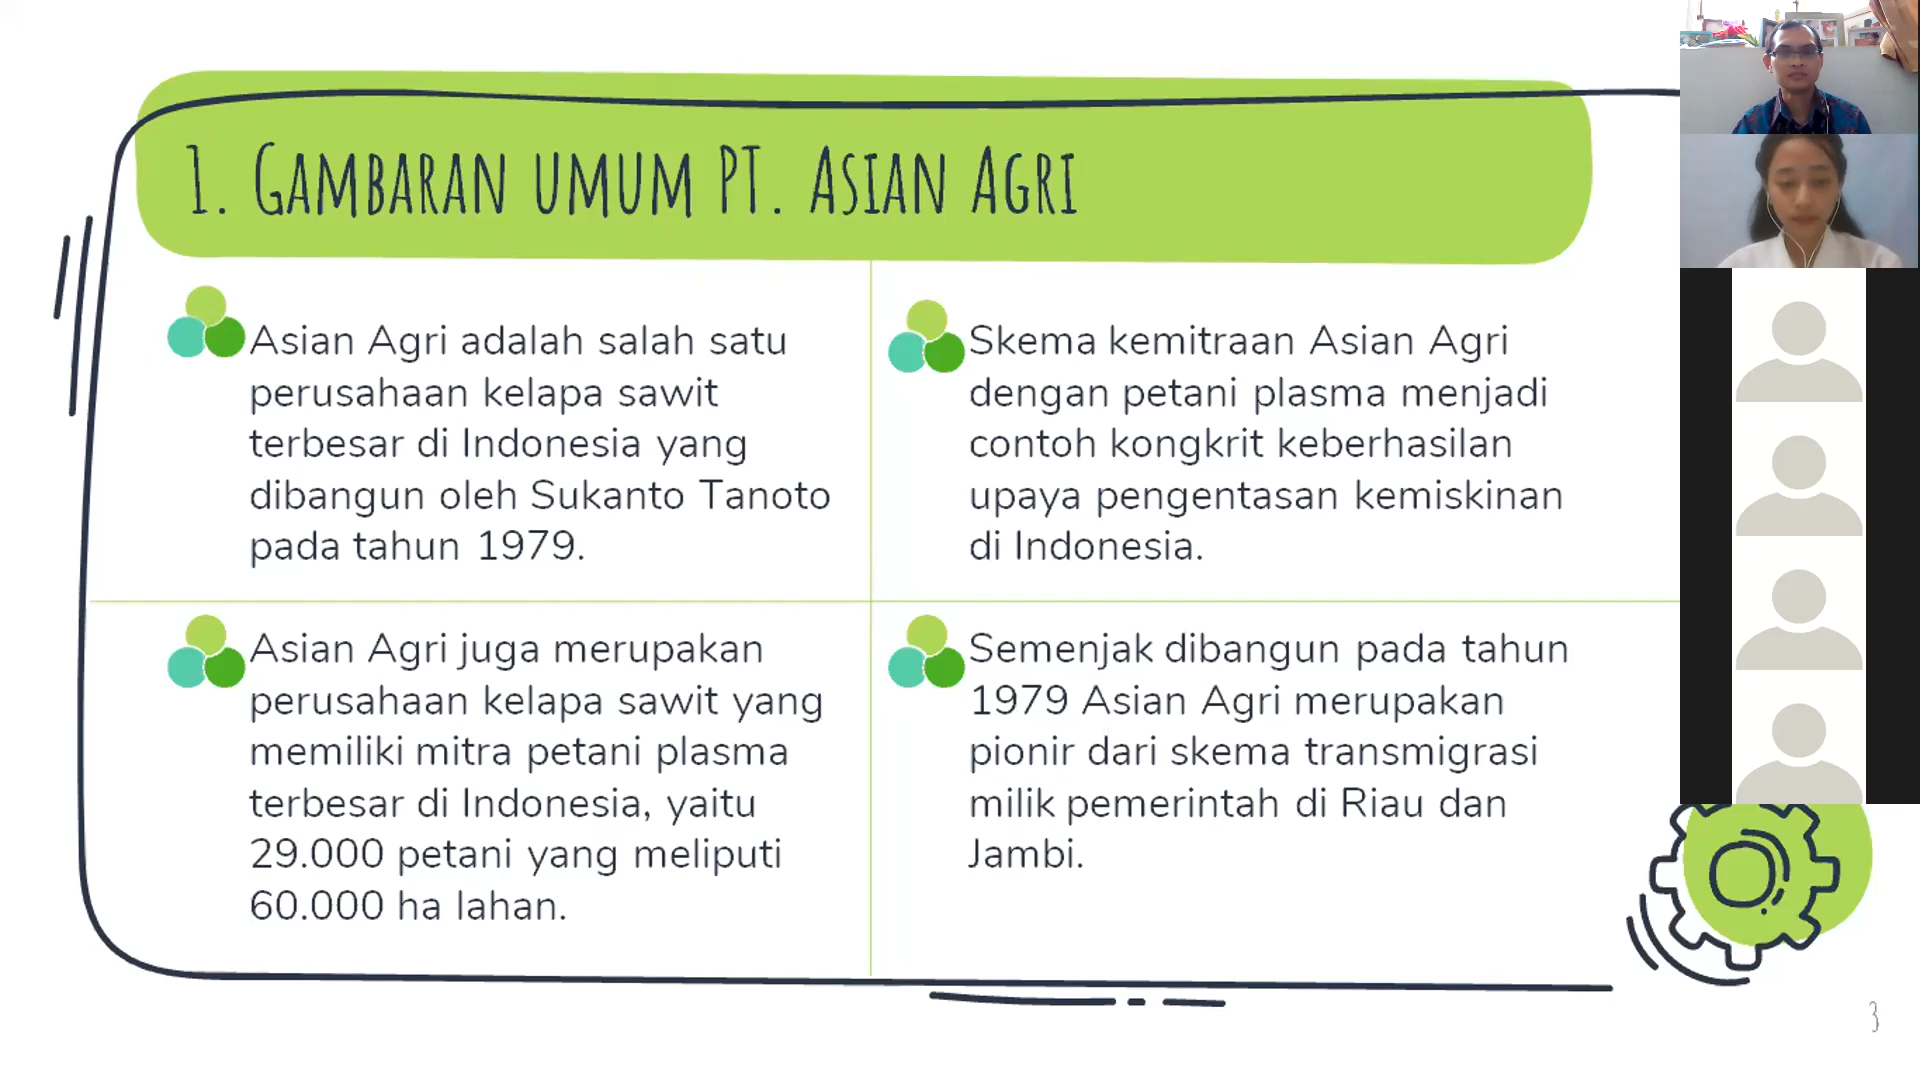 1. GAMBARAN UMUM PT. ASIAN AGRI
Asian Agri adalah salah satu
perusahaan kelapa sawit
terbesar di Indonesia yang
dibangun oleh Sukanto Tanoto
pada tahun 1979.
Skema kemitraan Asian Agri
dengan petani plasma menjadi
contoh kongkrit keberhasilan
upaya pengentasan kemiskinan
di Indonesia.
Asian Agri juga merupakan
perusahaan kelapa sawit yang
memiliki mitra petani plasma
terbesar di Indonesia, yaitu
29.000 petani yang meliputi
60.000 ha lahan.
Semenjak dibangun pada tahun
1979 Asian Agri merupakan
pionir dari skema transmigrasi
milik pemerintah di Riau dan
Jambi.
3